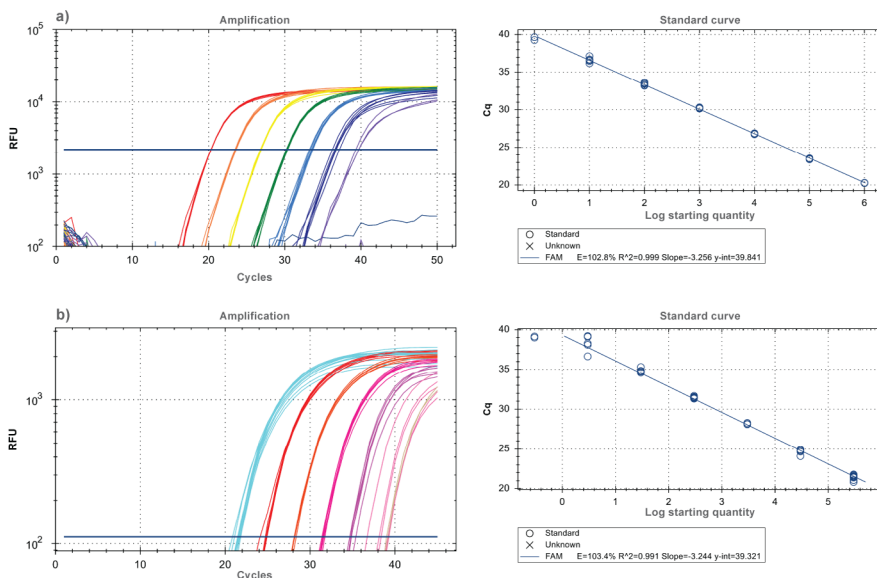 a)
Amplification
10^5
10^4
10^3
10^2
RFU
0
10
20
30
40
50
Cycles
Standard curve
40
35
30
25
20
Cq
0
1
2
3
4
5
6
Log starting quantity
Standard
Unknown
FAM E=102.8% R^2=0.999 Slope=-3.256 y-int=39.841
b)
Amplification
10^3
10^2
RFU
0
10
20
30
40
Cycles
Standard curve
40
35
30
25
20
Cq
0
1
2
3
4
5
Log starting quantity
Standard
Unknown
FAM E=103.4% R^2=0.991 Slope=-3.244 y-int=39.321